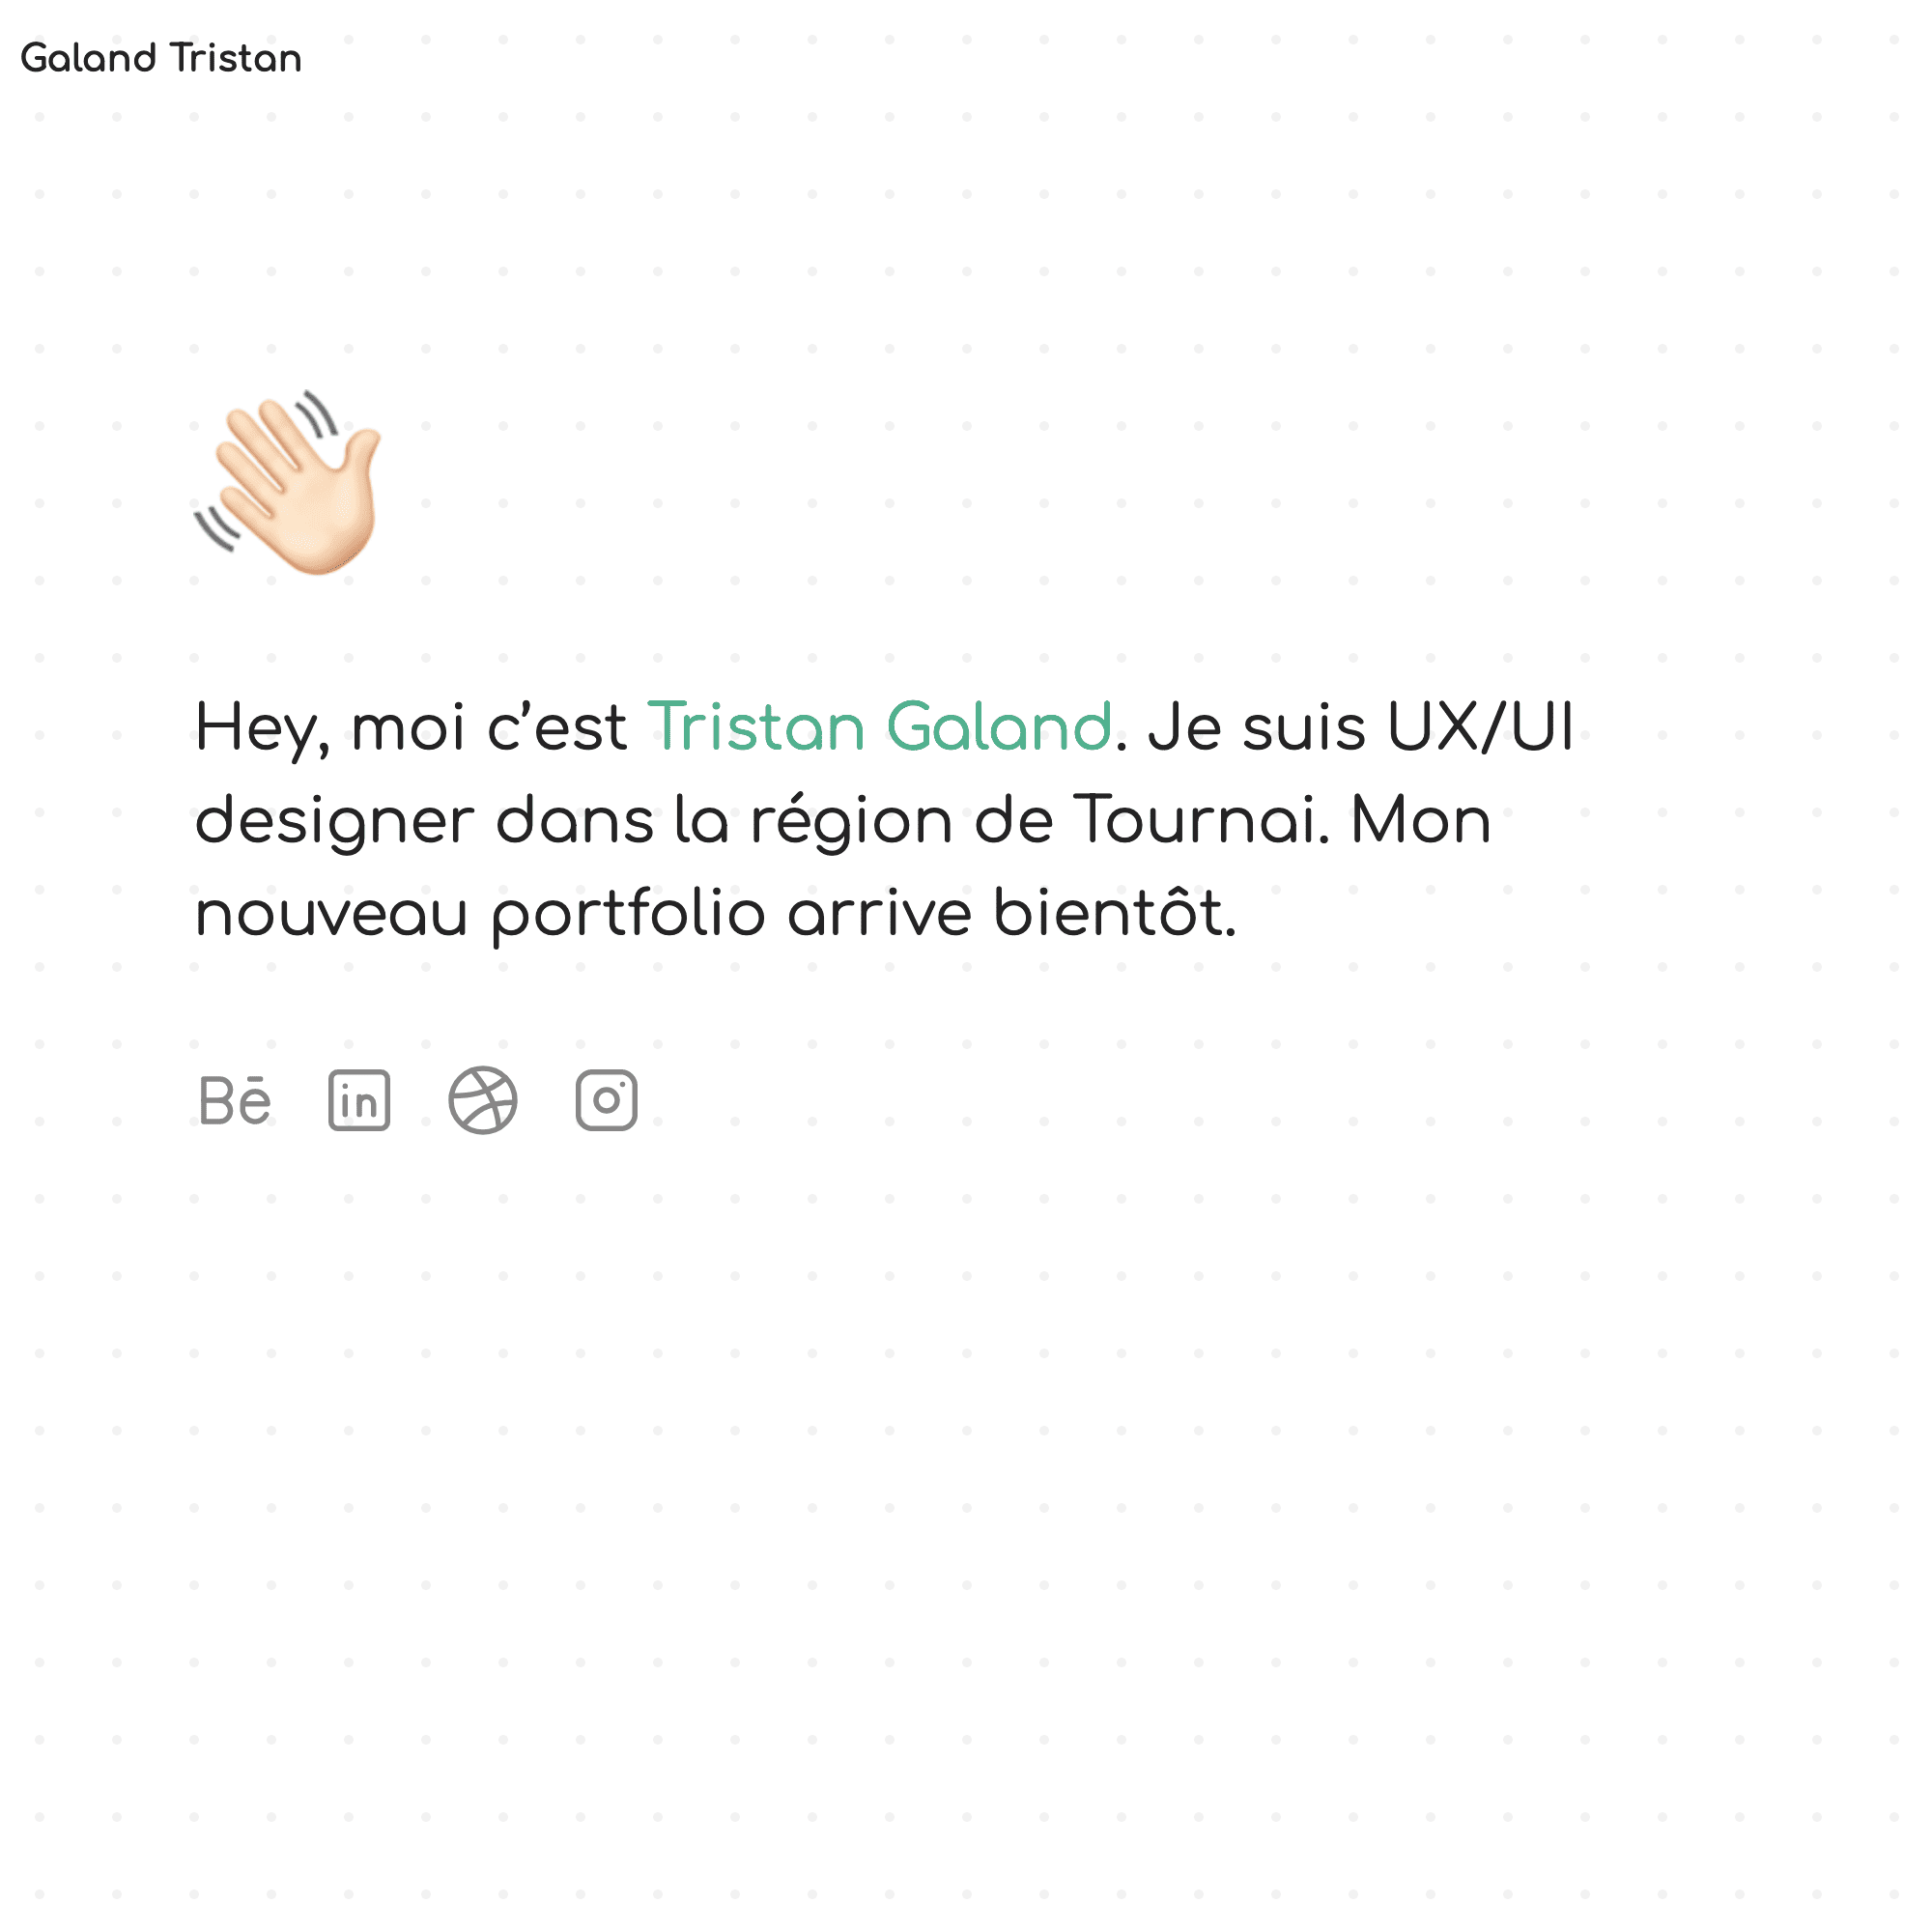 Galand Tristan
Hey, moi c’est Tristan Galand. Je suis UX/UI
designer dans la région de Tournai. Mon
nouveau portfolio arrive bientôt.
Bē in